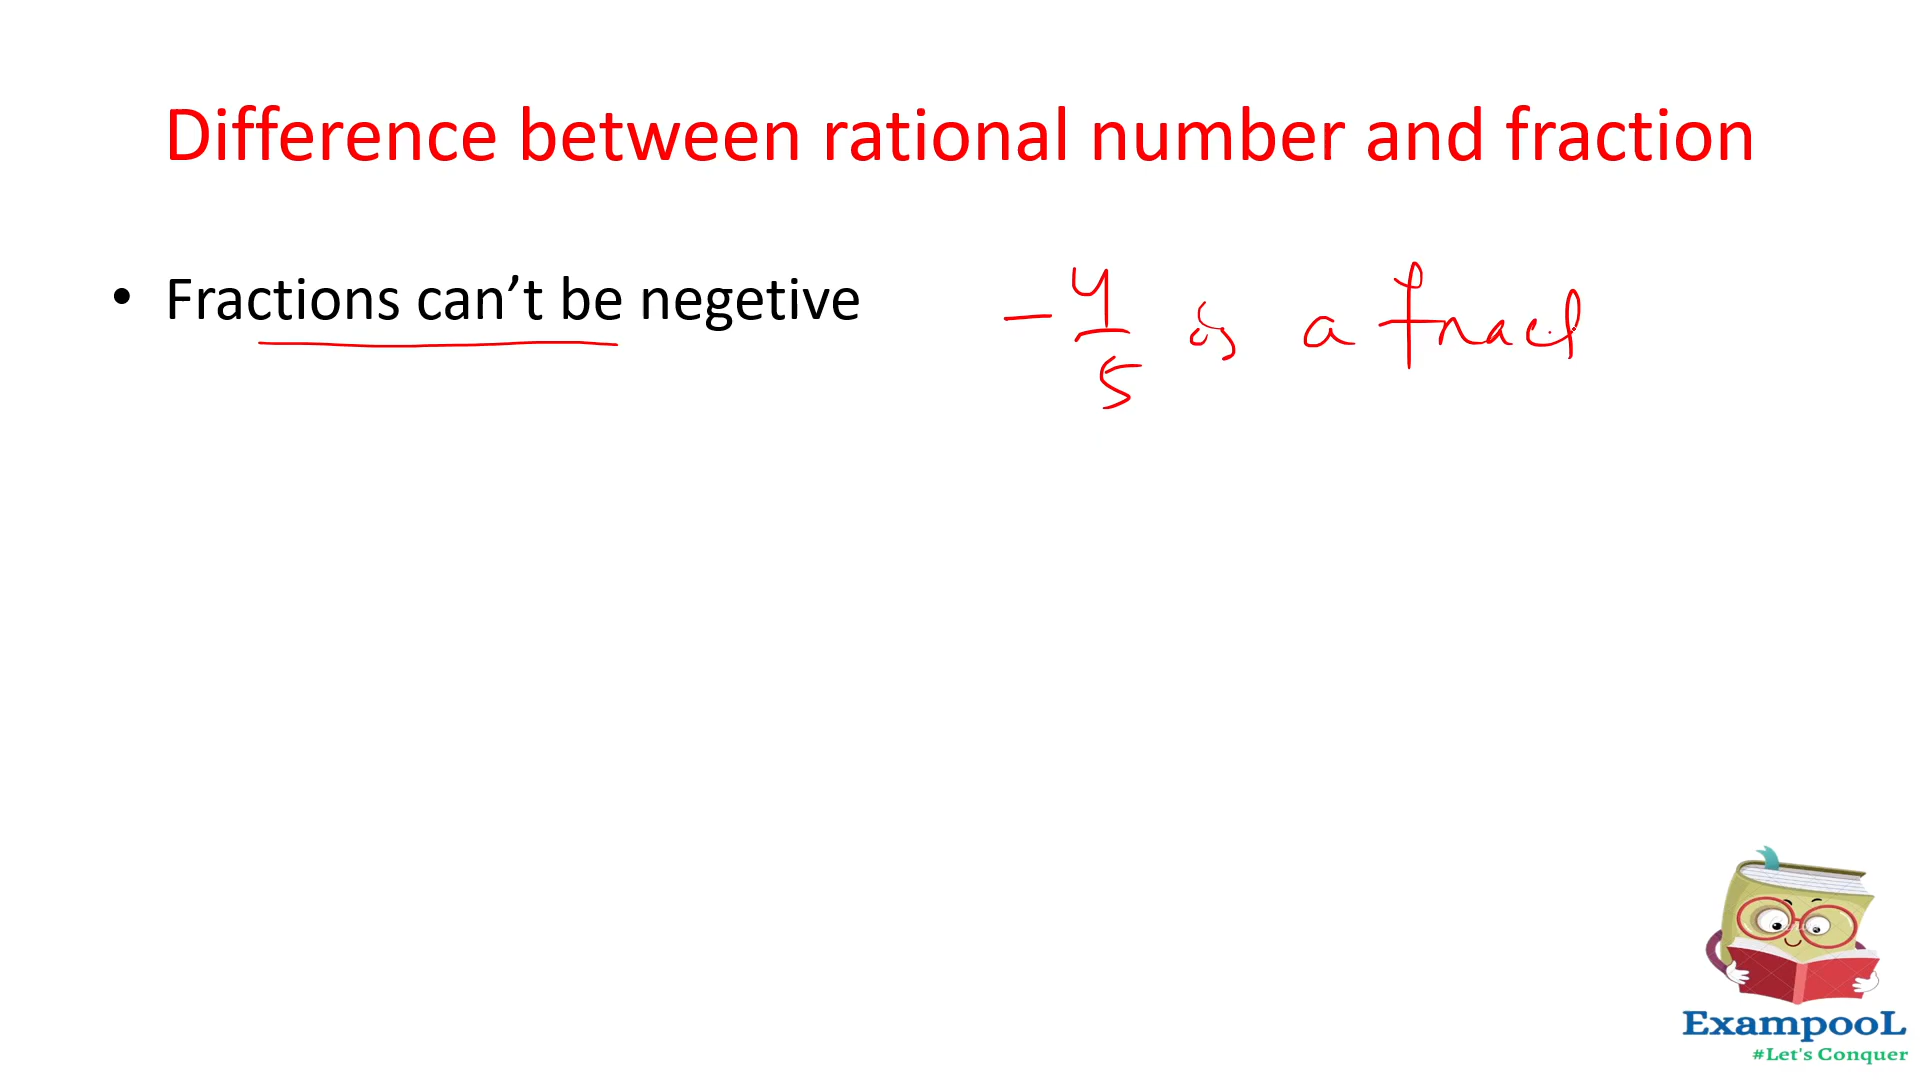 Difference between rational number and fraction
• Fractions can't be negetive
-4/5 is a fract
ExampooL
#Let's Conquer